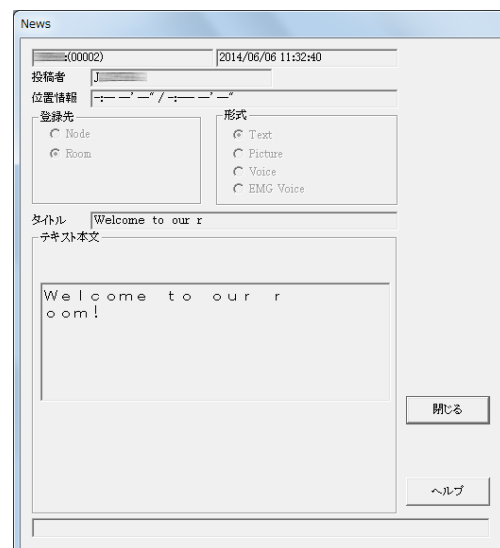 News
:(00002) 2014/06/06 11:32:40
投稿者 J
位置情報 -:-- --' --" / -:--- --' --"
登録先
Node
Room
形式
Text
Picture
Voice
EMG Voice
タイトル Welcome to our r
テキスト本文
Welcome to our r
oom!
閉じる
ヘルプ